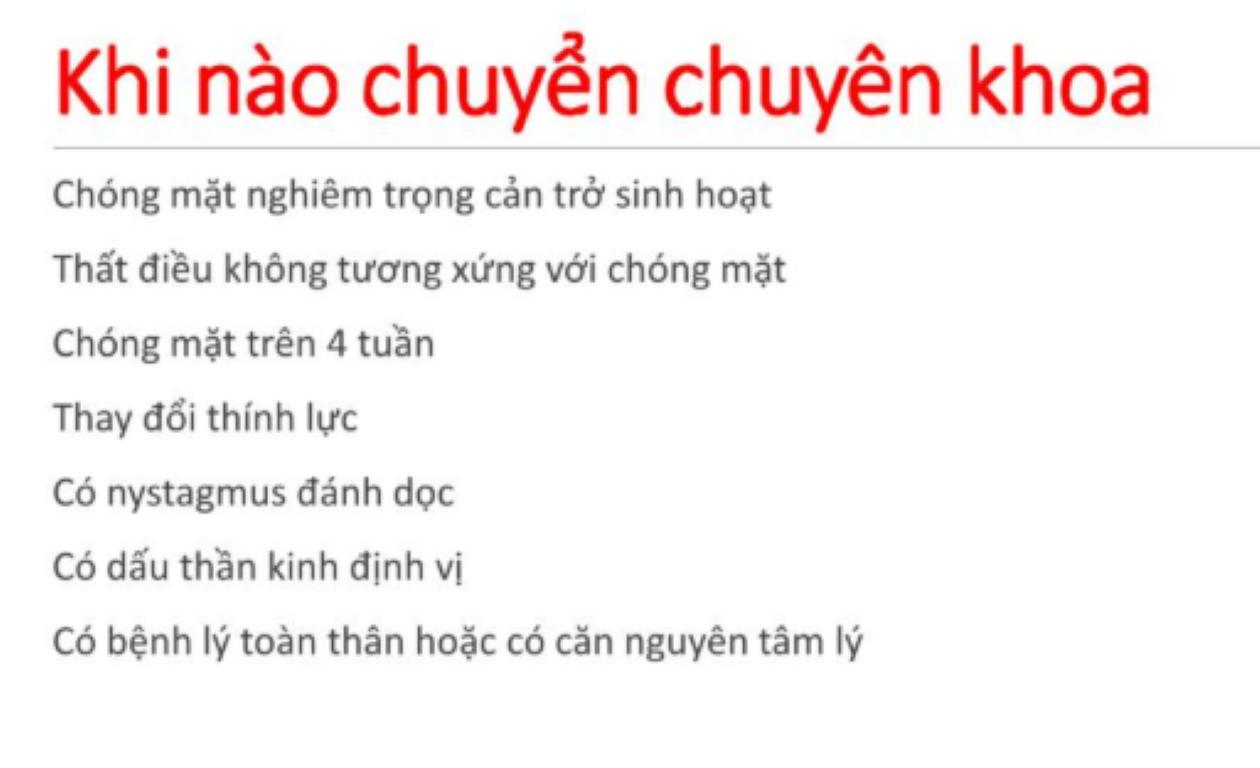 Khi nào chuyển chuyên khoa
Chóng mặt nghiêm trọng cản trở sinh hoạt
Thất điều không tương xứng với chóng mặt
Chóng mặt trên 4 tuần
Thay đổi thính lực
Có nystagmus đánh dọc
Có dấu thần kinh định vị
Có bệnh lý toàn thân hoặc có căn nguyên tâm lý